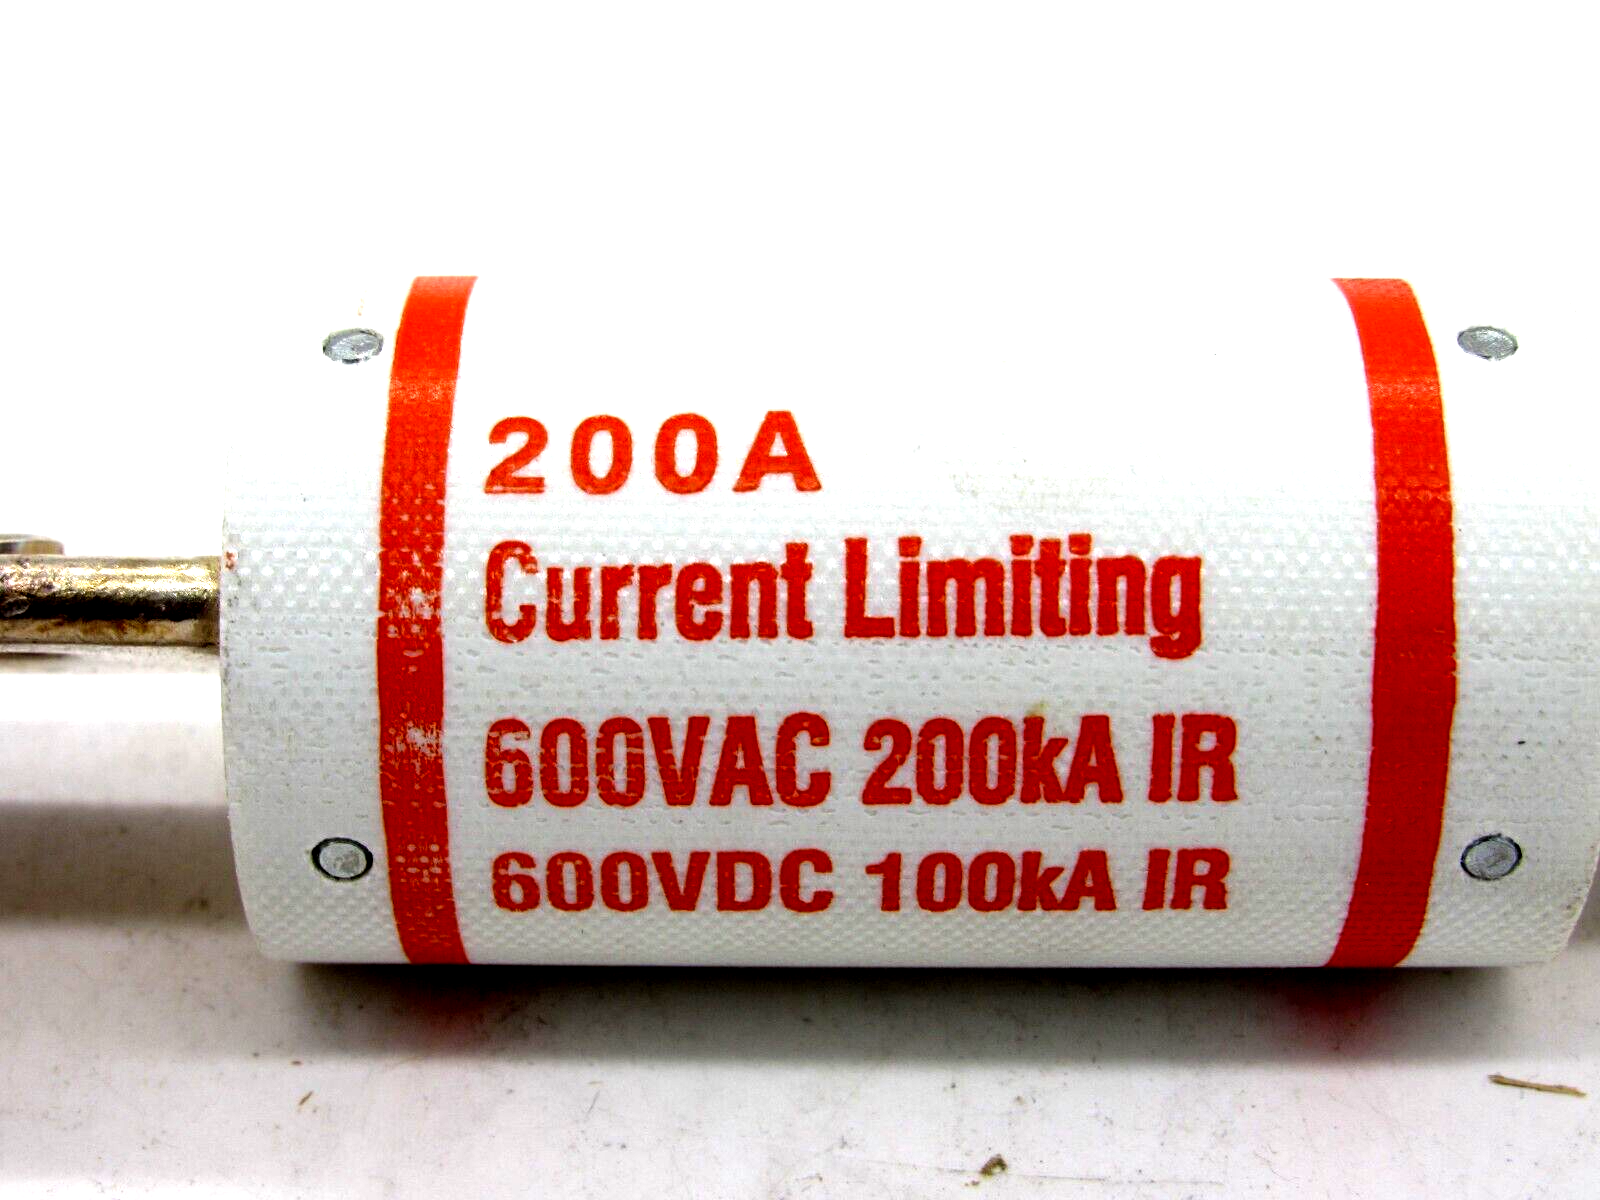 200A
Current Limiting
600VAC 200kA IR
600VDC 100kA IR